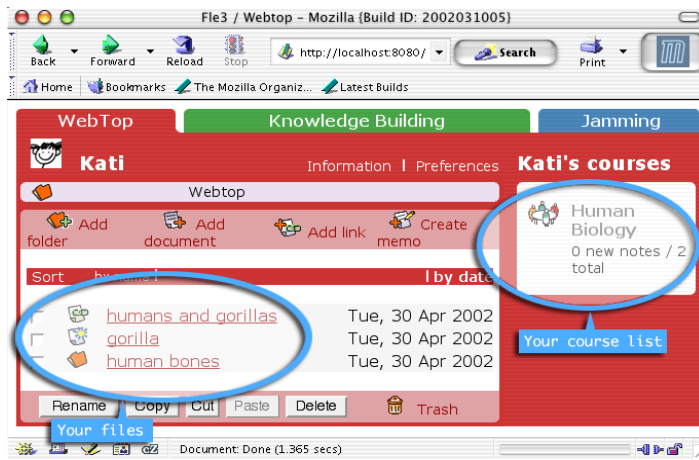 Fle3 / Webtop - Mozilla {Build ID: 2002031005}
Back Forward Reload Stop http://localhost:8080/ Search Print
Home Bookmarks The Mozilla Organiz... Latest Builds
WebTop Knowledge Building Jamming
Kati Information | Preferences Kati's courses
Webtop
Add folder Add document Add link Create memo
Human Biology
0 new notes / 2 total
Sort by name | | by date
humans and gorillas Tue, 30 Apr 2002
gorilla Tue, 30 Apr 2002
human bones Tue, 30 Apr 2002
Your course list
Rename Copy Cut Paste Delete Trash
Your files
Document: Done (1.365 secs)